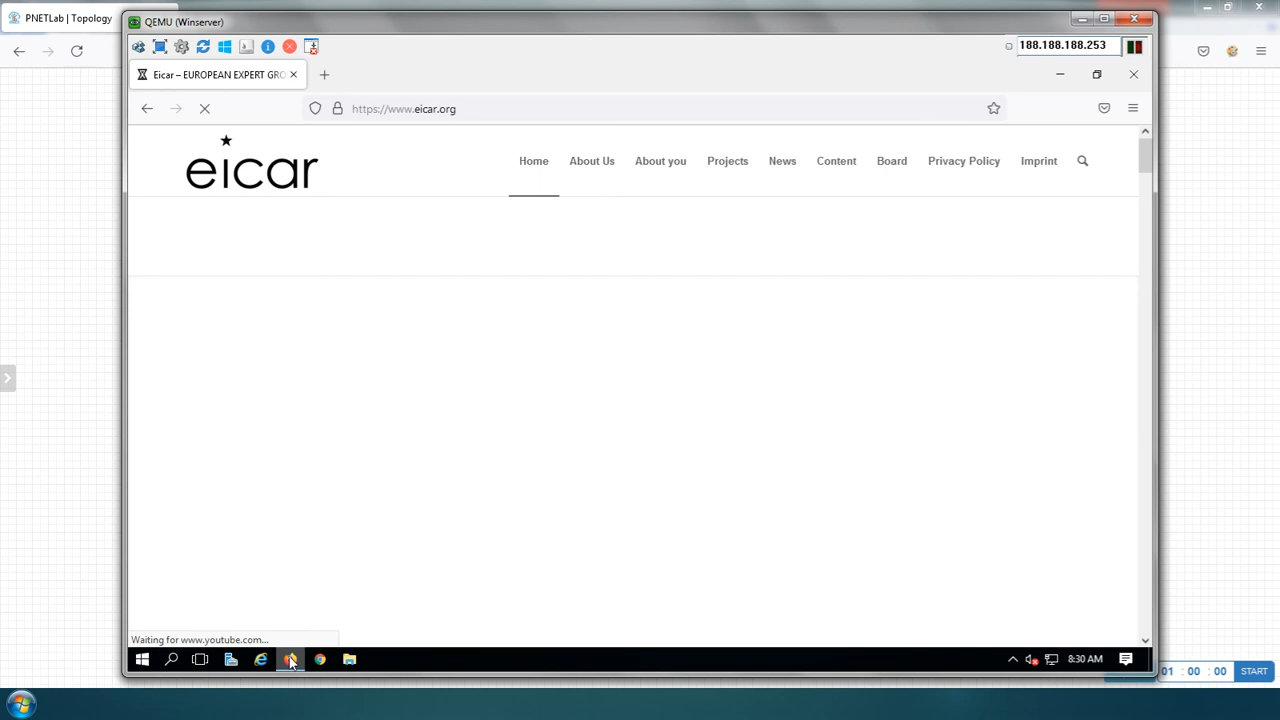 PNETLab | Topology
QEMU (Winserver)
188.188.188.253
Eicar – EUROPEAN EXPERT GRO
https://www.eicar.org
eicar
Home About Us About you Projects News Content Board Privacy Policy Imprint
Waiting for www.youtube.com...
8:30 AM
01 : 00 : 00 START